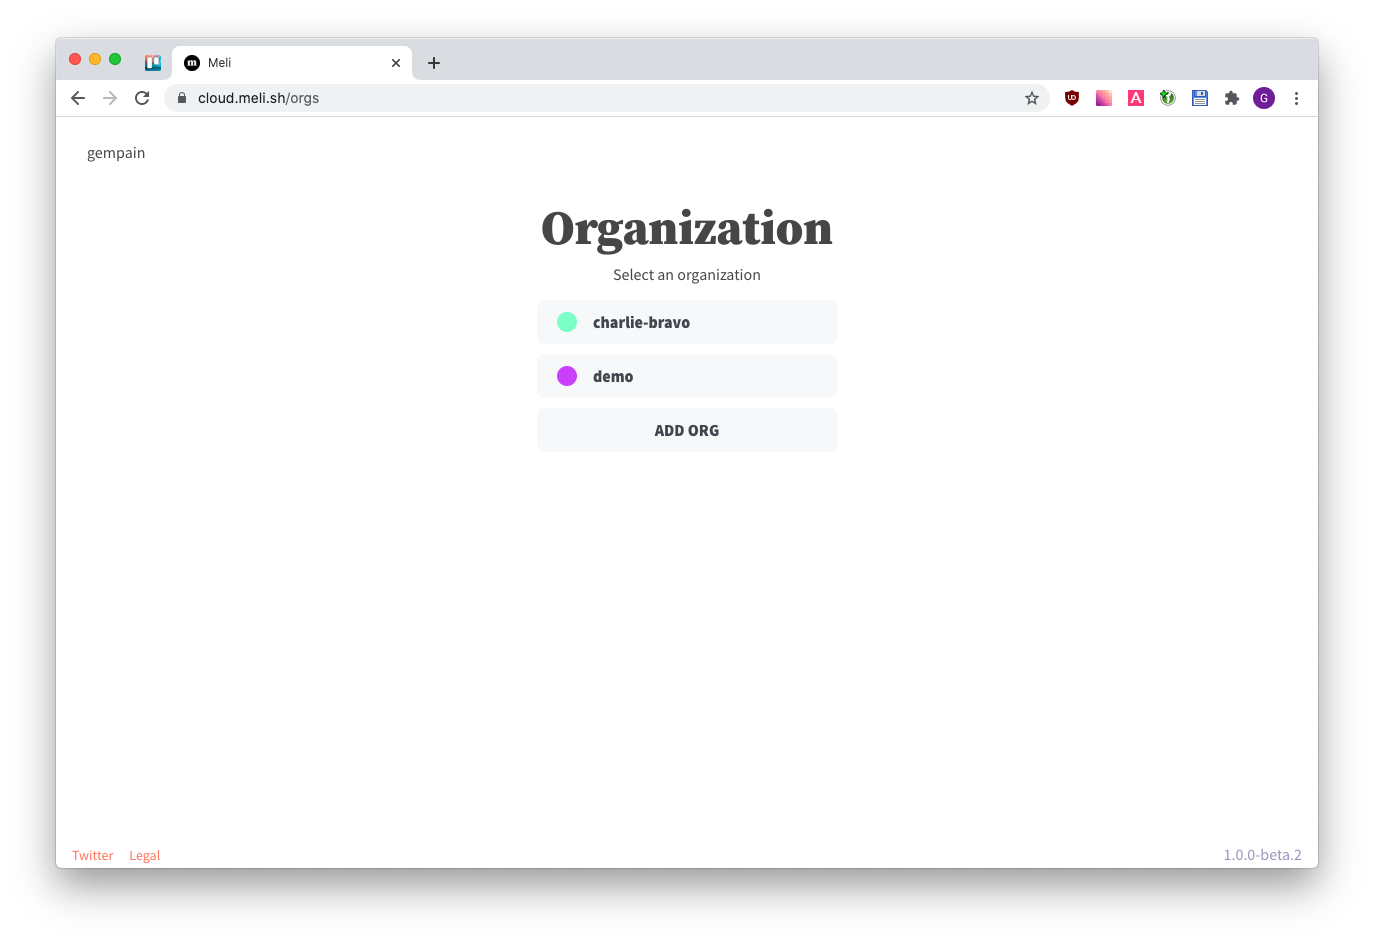 Meli
cloud.meli.sh/orgs
G
gempain
Organization
Select an organization
charlie-bravo
demo
ADD ORG
Twitter Legal
1.0.0-beta.2